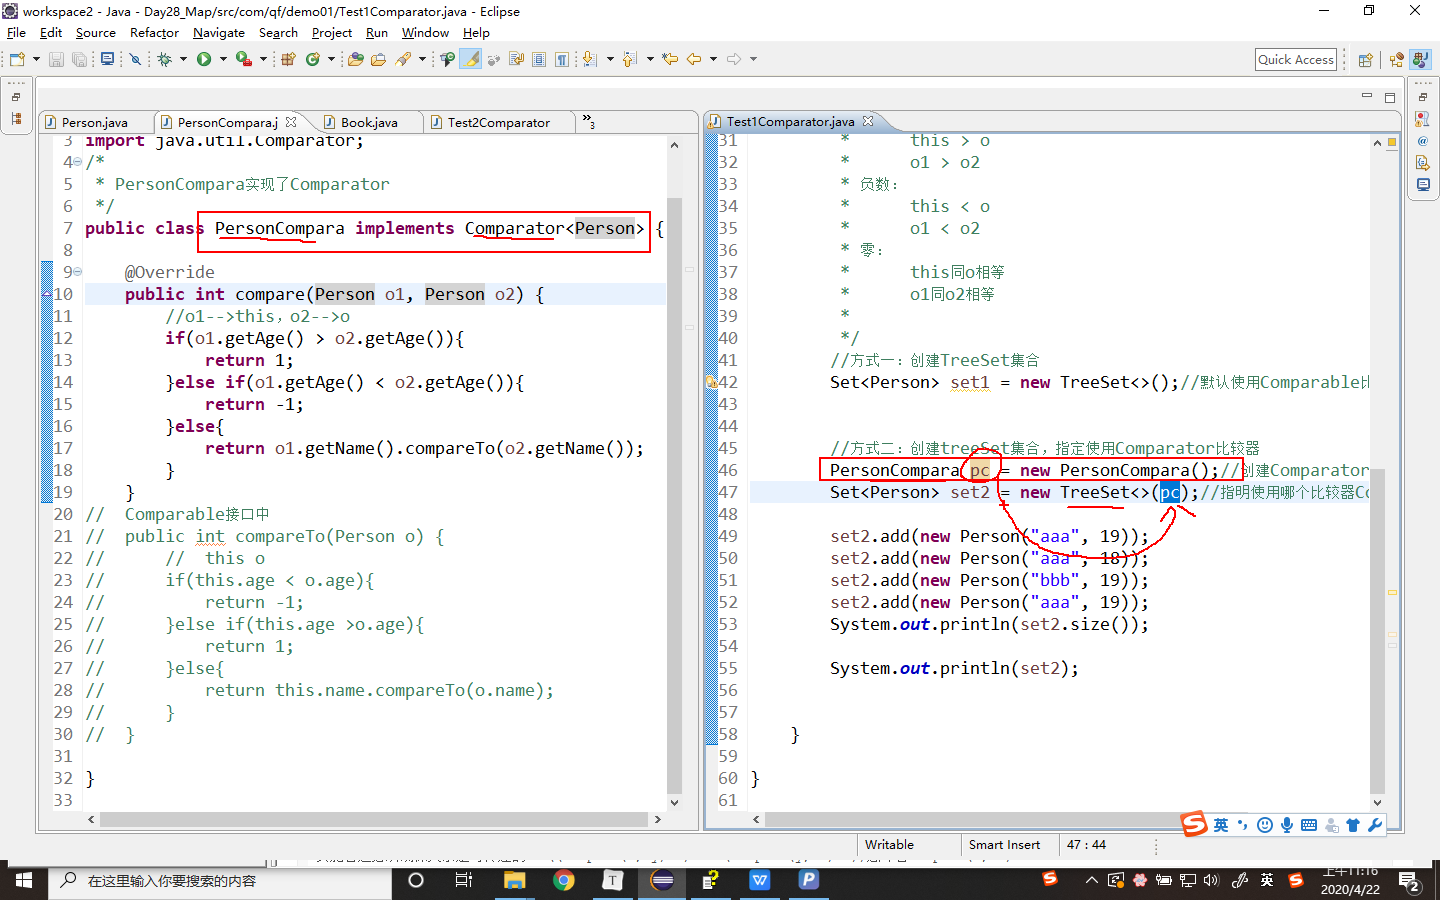 workspace2 - Java - Day28_Map/src/com/qf/demo01/Test1Comparator.java - Eclipse
File Edit Source Refactor Navigate Search Project Run Window Help
Quick Access
Person.java PersonCompara.j Book.java Test2Comparator »3
3 import java.util.Comparator;
4 /*
5 * PersonCompara实现了Comparator
6 */
7 public class PersonCompara implements Comparator<Person> {
8
9 @Override
10 public int compare(Person o1, Person o2) {
11 //o1-->this，o2-->o
12 if(o1.getAge() > o2.getAge()){
13 return 1;
14 }else if(o1.getAge() < o2.getAge()){
15 return -1;
16 }else{
17 return o1.getName().compareTo(o2.getName());
18 }
19 }
20 // Comparable接口中
21 // public int compareTo(Person o) {
22 // // this o
23 // if(this.age < o.age){
24 // return -1;
25 // }else if(this.age >o.age){
26 // return 1;
27 // }else{
28 // return this.name.compareTo(o.name);
29 // }
30 // }
31
32 }
33
Test1Comparator.java
31 * this > o
32 * o1 > o2
33 * 负数：
34 * this < o
35 * o1 < o2
36 * 零：
37 * this同o相等
38 * o1同o2相等
39 *
40 */
41 //方式一：创建TreeSet集合
42 Set<Person> set1 = new TreeSet<>();//默认使用Comparable比
43
44
45 //方式二：创建treeSet集合，指定使用Comparator比较器
46 PersonCompara pc = new PersonCompara();//创建Comparator
47 Set<Person> set2 = new TreeSet<>(pc);//指明使用哪个比较器Co
48
49 set2.add(new Person("aaa", 19));
50 set2.add(new Person("aaa", 18));
51 set2.add(new Person("bbb", 19));
52 set2.add(new Person("aaa", 19));
53 System.out.println(set2.size());
54
55 System.out.println(set2);
56
57
58 }
59
60 }
61
英
Writable Smart Insert 47 : 44
在这里输入你要搜索的内容
英
上午11:16
2020/4/22
2